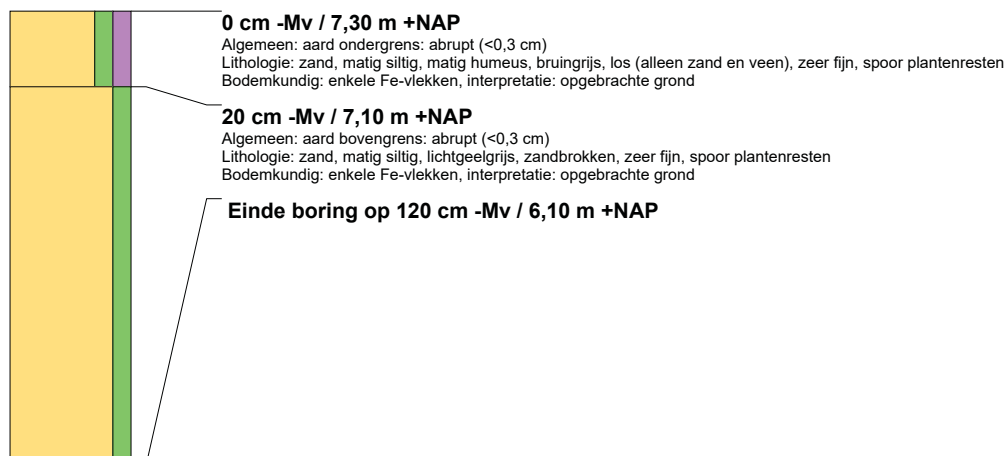 0 cm -Mv / 7,30 m +NAP
Algemeen: aard ondergrens: abrupt (<0,3 cm)
Lithologie: zand, matig siltig, matig humeus, bruingrijs, los (alleen zand en veen), zeer fijn, spoor plantenresten
Bodemkundig: enkele Fe-vlekken, interpretatie: opgebrachte grond
20 cm -Mv / 7,10 m +NAP
Algemeen: aard bovengrens: abrupt (<0,3 cm)
Lithologie: zand, matig siltig, lichtgeelgrijs, zandbrokken, zeer fijn, spoor plantenresten
Bodemkundig: enkele Fe-vlekken, interpretatie: opgebrachte grond
Einde boring op 120 cm -Mv / 6,10 m +NAP